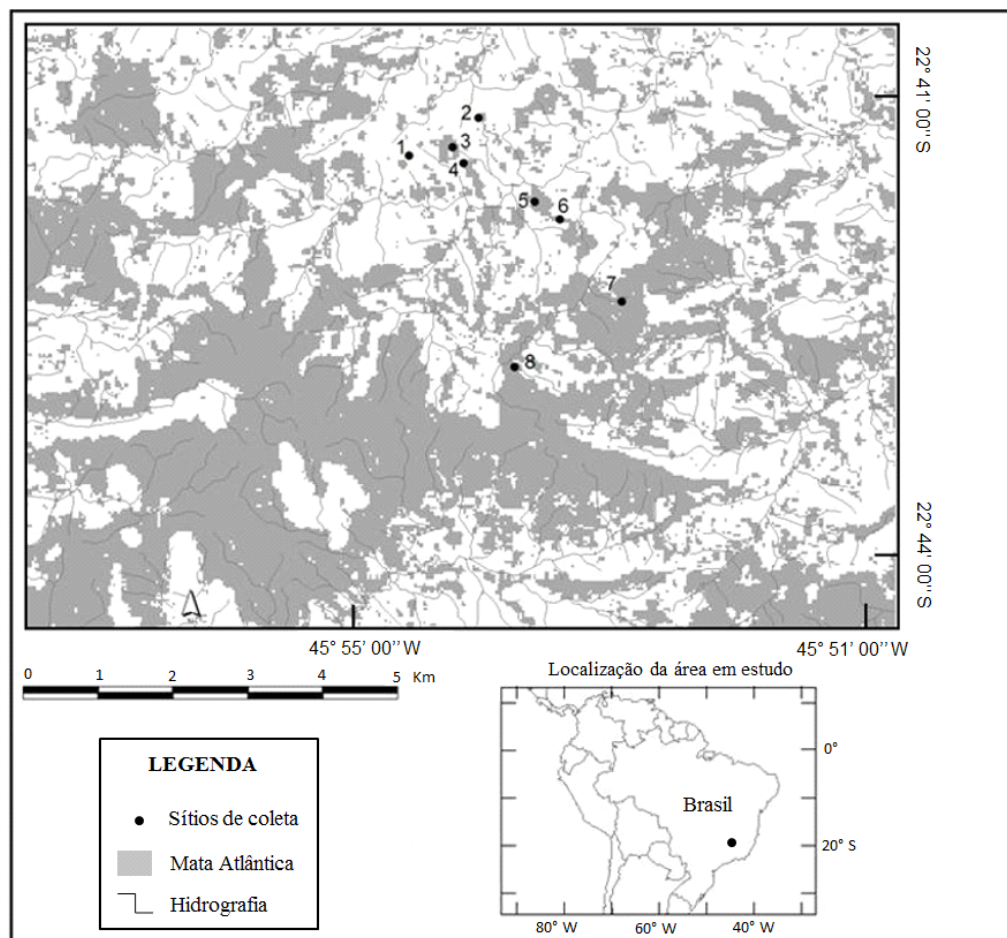 22° 41' 00'' S
2
3
1
4
5
6
7
8
22° 44' 00'' S
45° 55' 00'' W
45° 51' 00'' W
0 1 2 3 4 5 Km
Localização da área em estudo
LEGENDA
Sítios de coleta
Mata Atlântica
Hidrografia
Brasil
0°
20° S
80° W 60° W 40° W